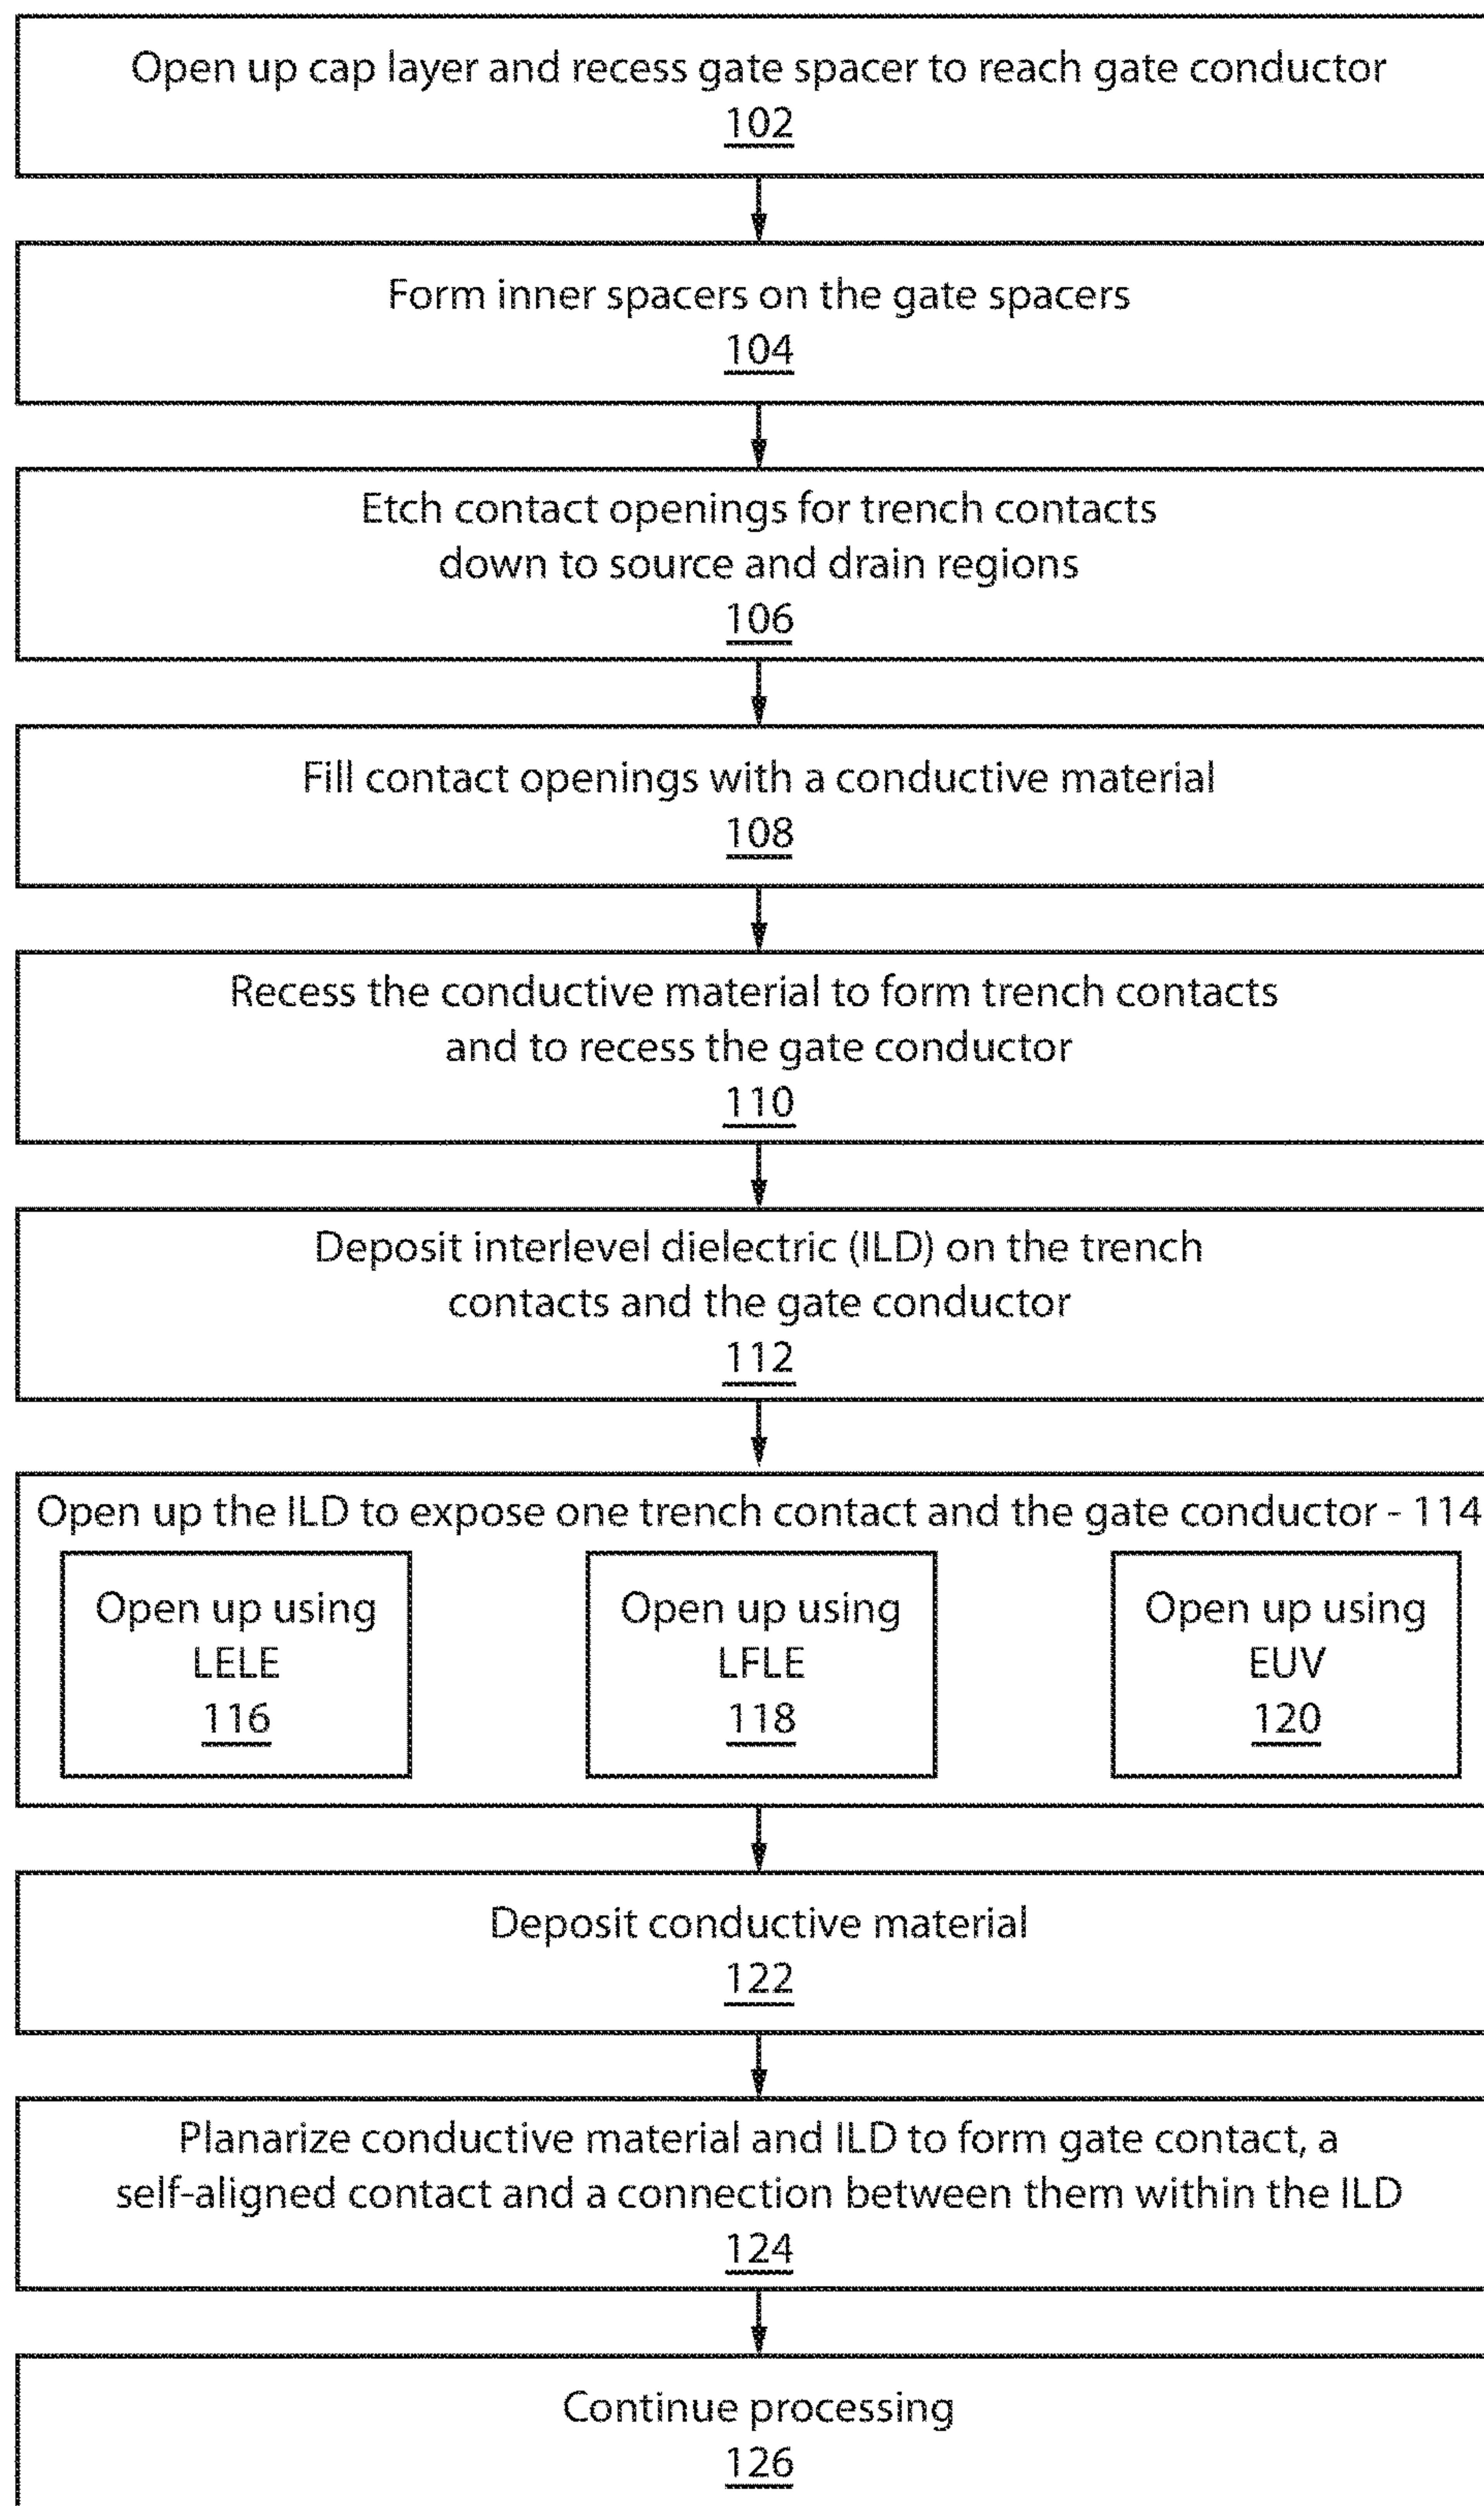 Open up cap layer and recess gate spacer to reach gate conductor
102
Form inner spacers on the gate spacers
104
Etch contact openings for trench contacts
down to source and drain regions
106
Fill contact openings with a conductive material
108
Recess the conductive material to form trench contacts
and to recess the gate conductor
110
Deposit interlevel dielectric (ILD) on the trench
contacts and the gate conductor
112
Open up the ILD to expose one trench contact and the gate conductor - 114
Open up using
LELE
116
Open up using
LFLE
118
Open up using
EUV
120
Deposit conductive material
122
Planarize conductive material and ILD to form gate contact, a
self-aligned contact and a connection between them within the ILD
124
Continue processing
126